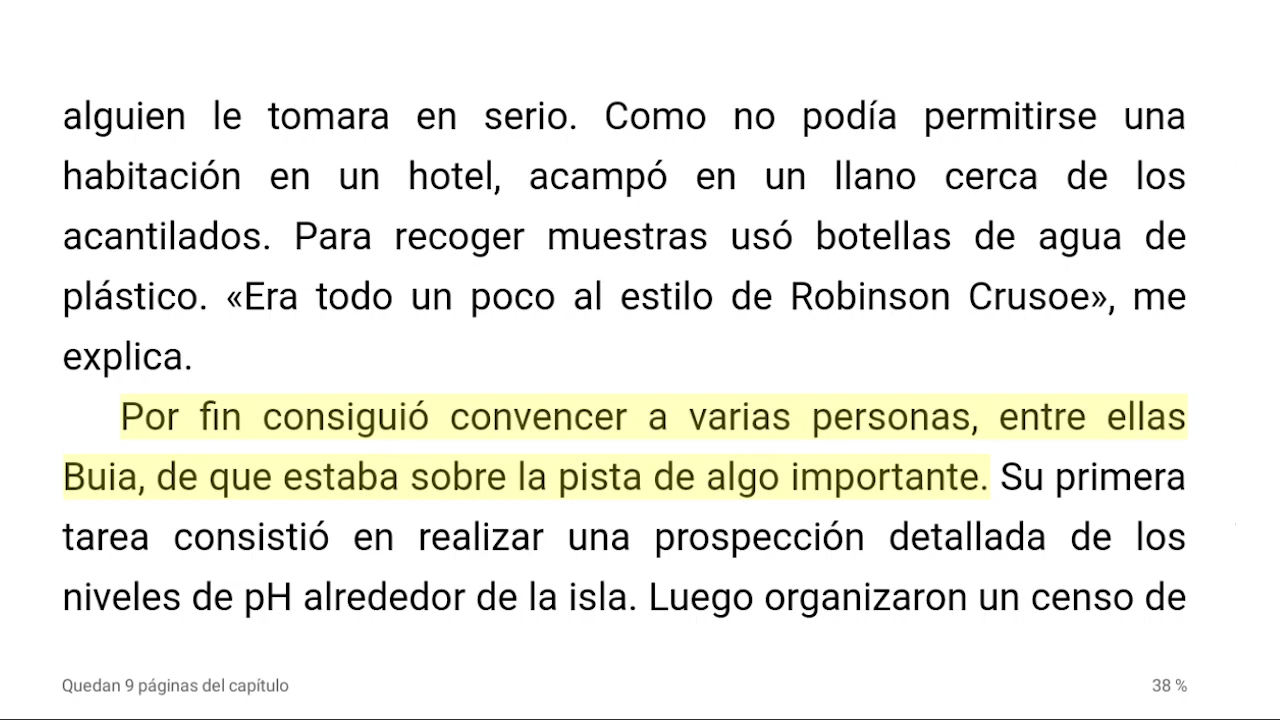 alguien le tomara en serio. Como no podía permitirse una
habitación en un hotel, acampó en un llano cerca de los
acantilados. Para recoger muestras usó botellas de agua de
plástico. «Era todo un poco al estilo de Robinson Crusoe», me
explica.
Por fin consiguió convencer a varias personas, entre ellas
Buia, de que estaba sobre la pista de algo importante. Su primera
tarea consistió en realizar una prospección detallada de los
niveles de pH alrededor de la isla. Luego organizaron un censo de
Quedan 9 páginas del capítulo
38 %